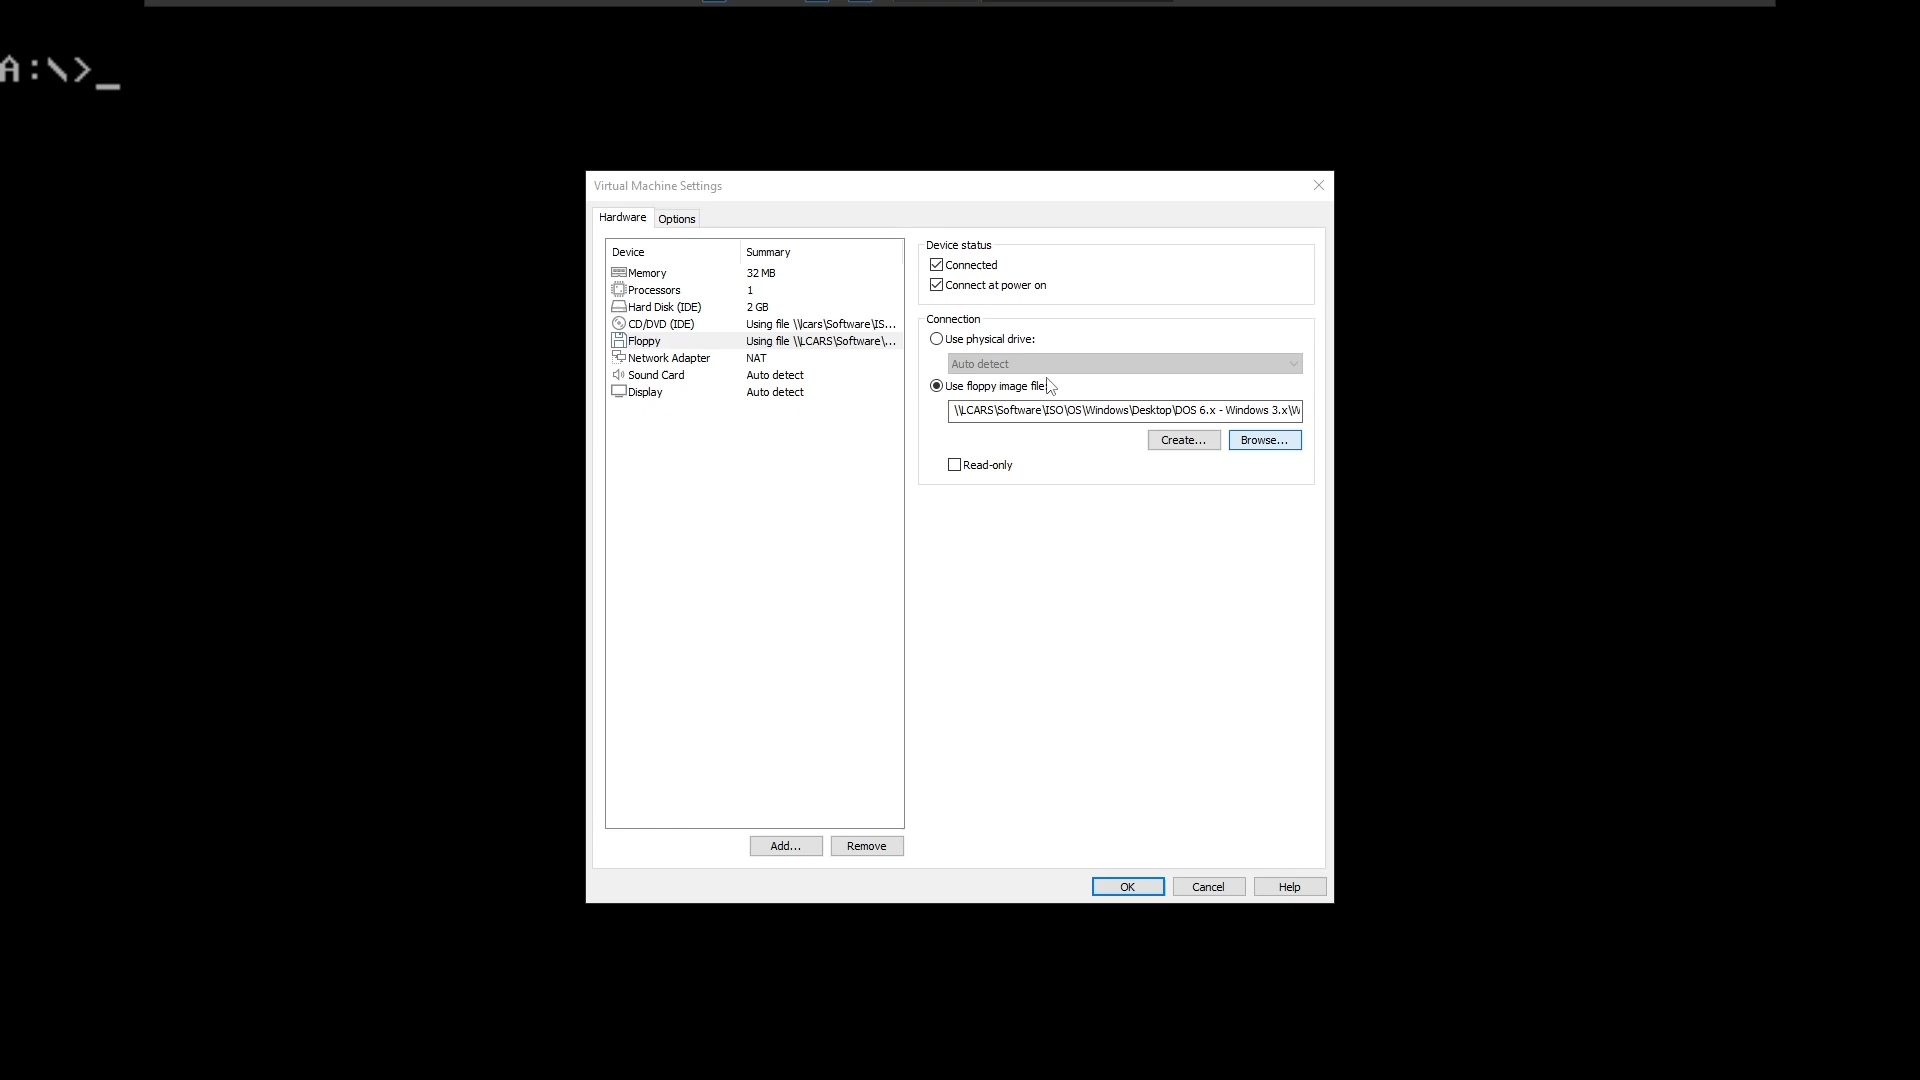 A:\>_
Virtual Machine Settings
Hardware
Options
Device Summary
Memory 32 MB
Processors 1
Hard Disk (IDE) 2 GB
CD/DVD (IDE) Using file \\lcars\Software\IS...
Floppy Using file \\LCARS\Software\...
Network Adapter NAT
Sound Card Auto detect
Display Auto detect
Add...
Remove
Device status
Connected
Connect at power on
Connection
Use physical drive:
Auto detect
Use floppy image file:
\\LCARS\Software\ISO\OS\Windows\Desktop\DOS 6.x - Windows 3.x\W
Create...
Browse...
Read-only
OK
Cancel
Help